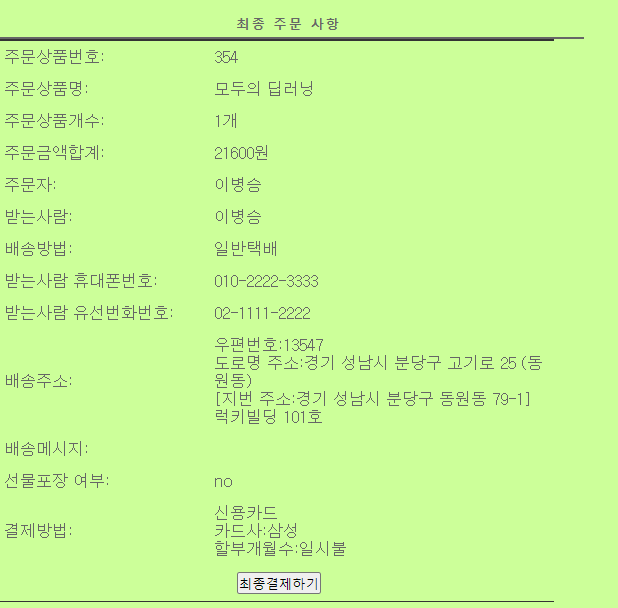 최종 주문 사항
주문상품번호: 354
주문상품명: 모두의 딥러닝
주문상품개수: 1개
주문금액합계: 21600원
주문자: 이병승
받는사람: 이병승
배송방법: 일반택배
받는사람 휴대폰번호: 010-2222-3333
받는사람 유선번화번호: 02-1111-2222
배송주소:
우편번호:13547
도로명 주소:경기 성남시 분당구 고기로 25 (동
원동)
[지번 주소:경기 성남시 분당구 동원동 79-1]
럭키빌딩 101호
배송메시지:
선물포장 여부: no
결제방법:
신용카드
카드사:삼성
할부개월수:일시불
최종결제하기